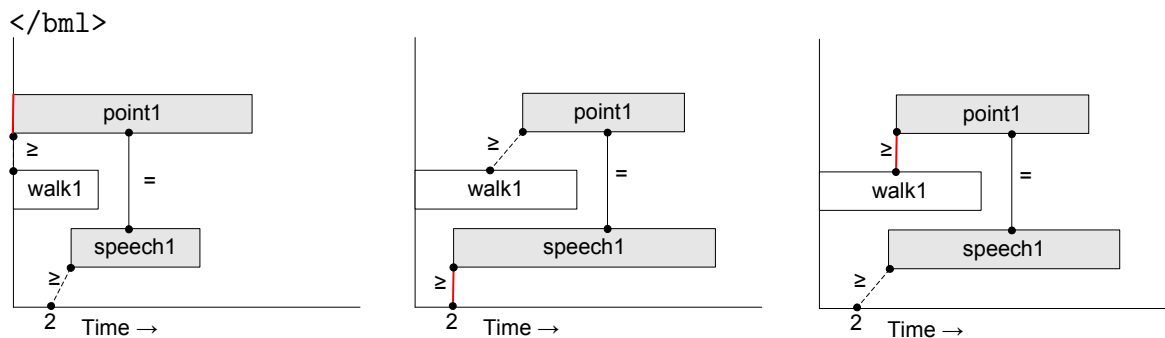 </bml>
point1
≥
walk1
=
speech1
≥
2
Time →
point1
≥
walk1
=
speech1
≥
2
Time →
point1
≥
walk1
=
speech1
≥
2
Time →